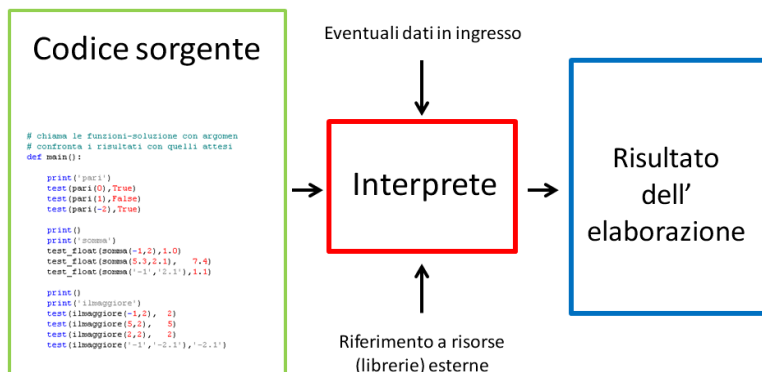 Codice sorgente
# chiama le funzioni-soluzione con argomen
# confronta i risultati con quelli attesi
def main():
print('pari')
test(pari(0),True)
test(pari(1),False)
test(pari(-2),True)
print()
print('somma')
test_float(somma(-1,2),1.0)
test_float(somma(5.3,2.1),   7.4)
test_float(somma('-1','2.1'),1.1)
print()
print('ilmaggiore')
test(ilmaggiore(-1,2),  2)
test(ilmaggiore(5,2),   5)
test(ilmaggiore(2,2),   2)
test(ilmaggiore('-1','-2.1'),'-2.1')
Eventuali dati in ingresso
Interprete
Riferimento a risorse
(librerie) esterne
Risultato
dell'
elaborazione